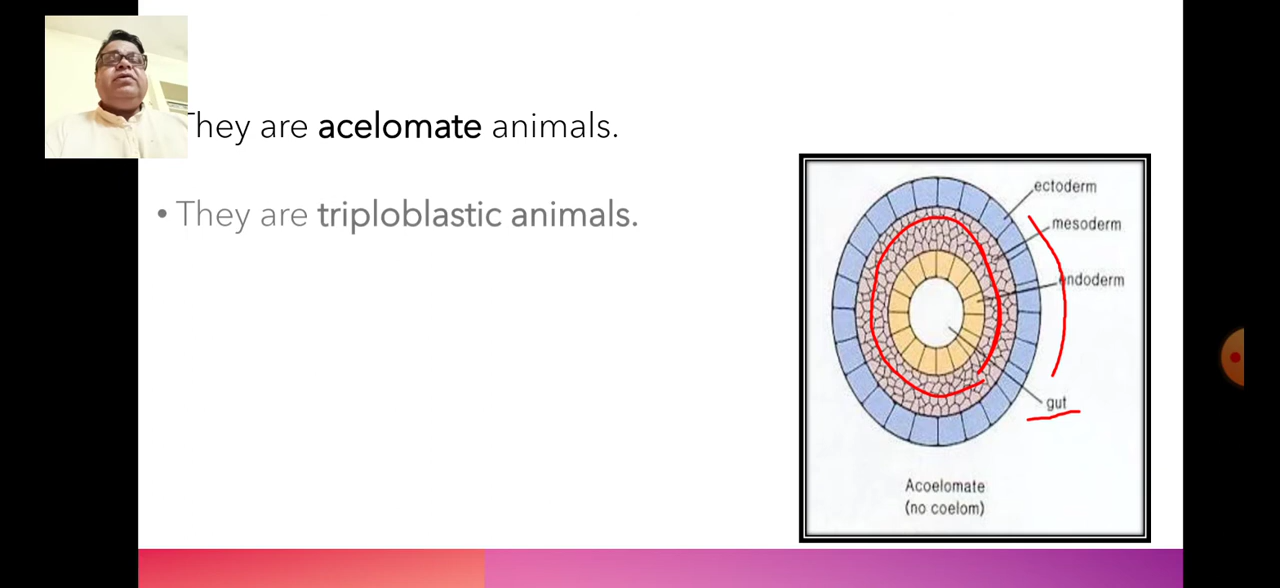 They are acelomate animals.
• They are triploblastic animals.
ectoderm
mesoderm
endoderm
gut
Acoelomate
(no coelom)